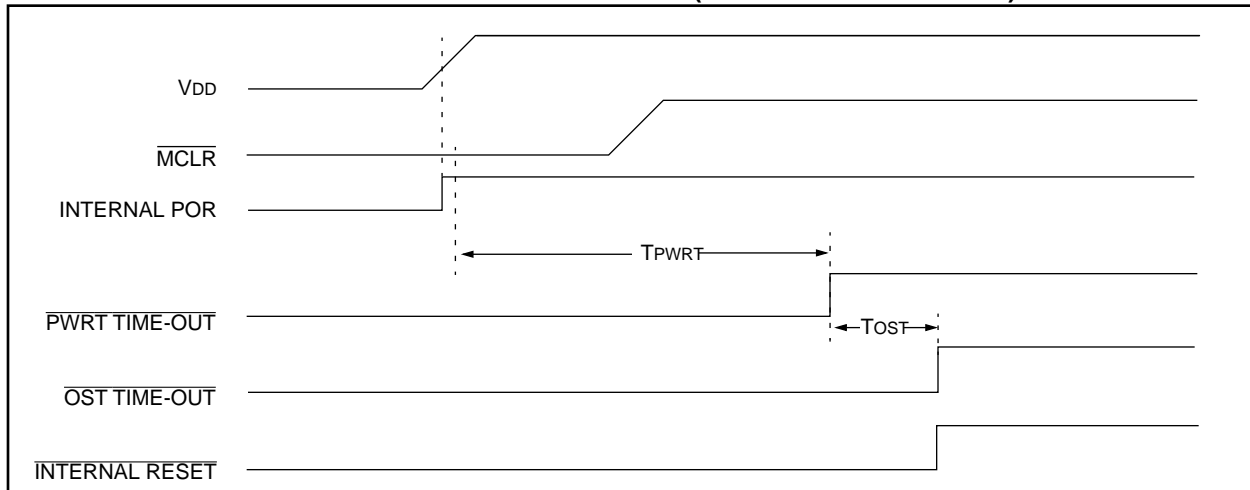 VDD
MCLR
INTERNAL POR
TPWRT
PWRT TIME-OUT
TOST
OST TIME-OUT
INTERNAL RESET